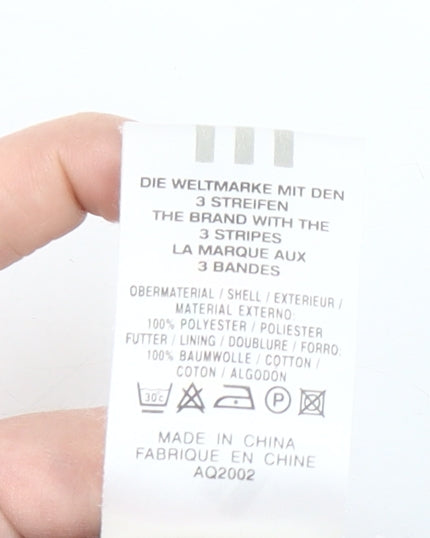 DIE WELTMARKE MIT DEN
3 STREIFEN
THE BRAND WITH THE
3 STRIPES
LA MARQUE AUX
3 BANDES
OBERMATERIAL / SHELL / EXTERIEUR /
MATERIAL EXTERNO:
100% POLYESTER / POLIESTER
FUTTER / LINING / DOUBLURE / FORRO:
100% BAUMWOLLE / COTTON /
COTON / ALGODÓN
30°C P
MADE IN CHINA
FABRIQUE EN CHINE
AQ2002